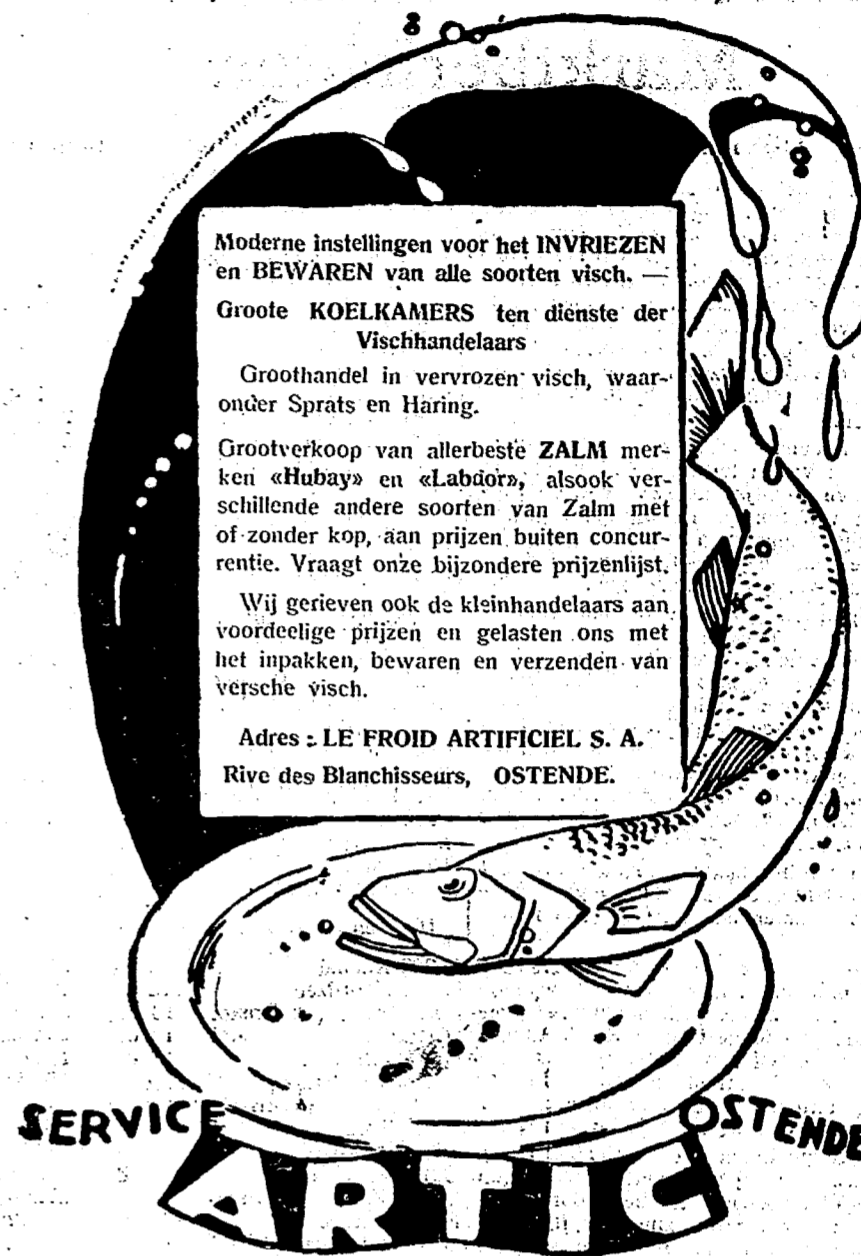 Moderne instellingen voor het INVRIEZEN
en BEWAREN van alle soorten visch. —
Groote KOELKAMERS ten dienste der
Vischhandelaars
Groothandel in vervrozen visch, waar-
onder Sprats en Haring.
Grootverkoop van allerbeste ZALM mer-
ken «Hubay» en «Labdor», alsook ver-
schillende andere soorten van Zalm met
of zonder kop, aan prijzen buiten concur-
rentie. Vraagt onze bijzondere prijzenlijst.
Wij gerieven ook de kleinhandelaars aan
voordeelige prijzen en gelasten ons met
het inpakken, bewaren en verzenden van
versche visch.
Adres : LE FROID ARTIFICIEL S. A.
Rive des Blanchisseurs, OSTENDE.
SERVICE OSTENDE
ARTIC